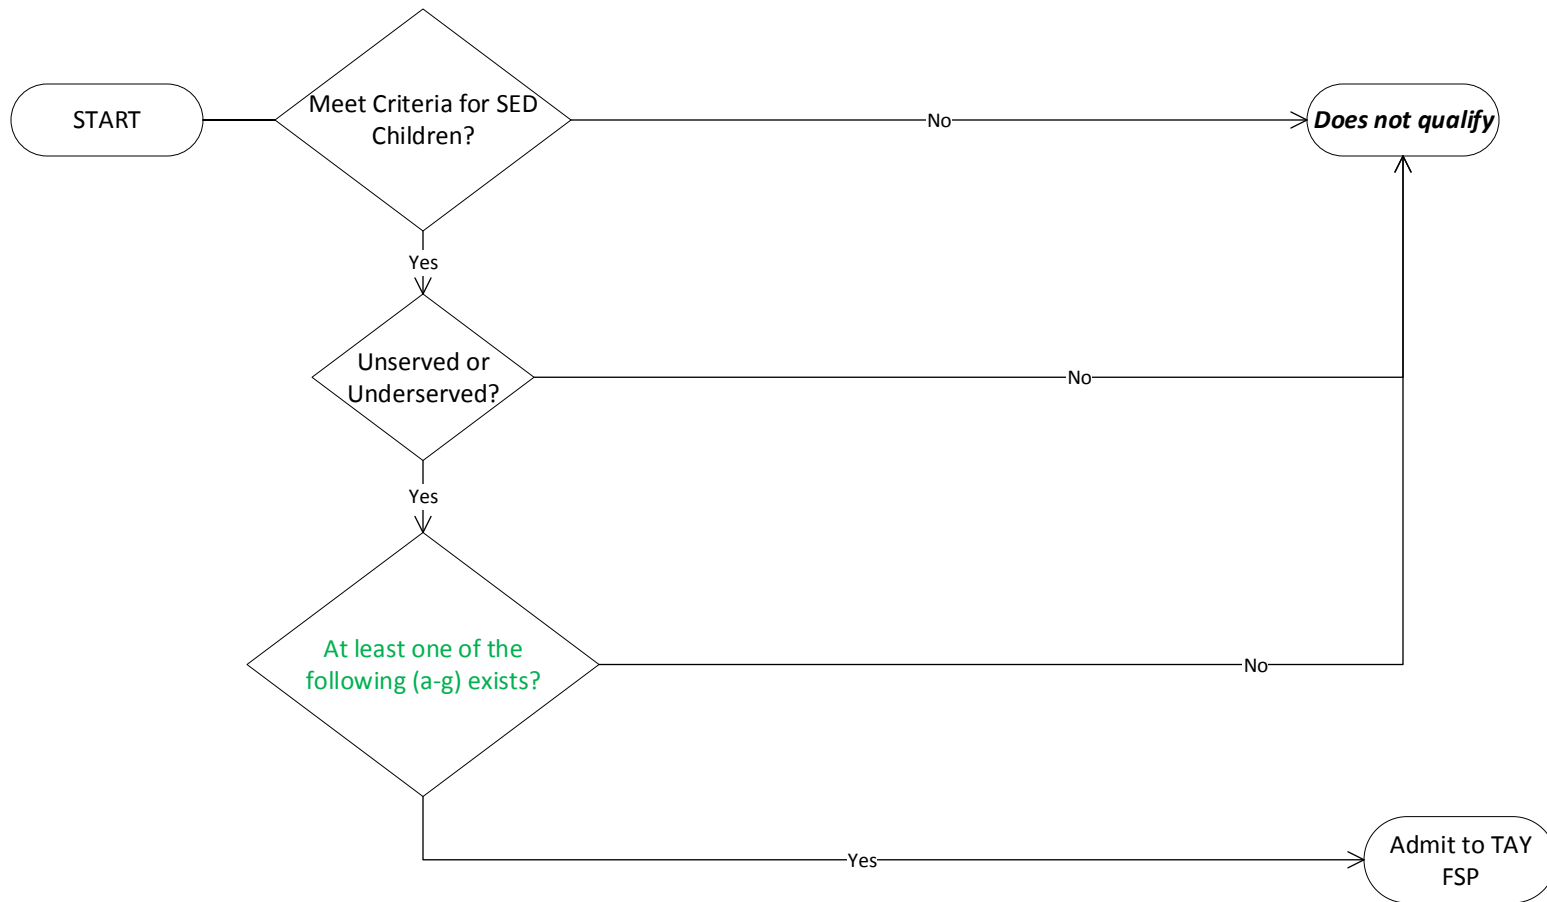 START
Meet Criteria for SED
Children?
No
Does not qualify
Yes
Unserved or
Underserved?
No
Yes
At least one of the
following (a-g) exists?
No
Yes
Admit to TAY
FSP